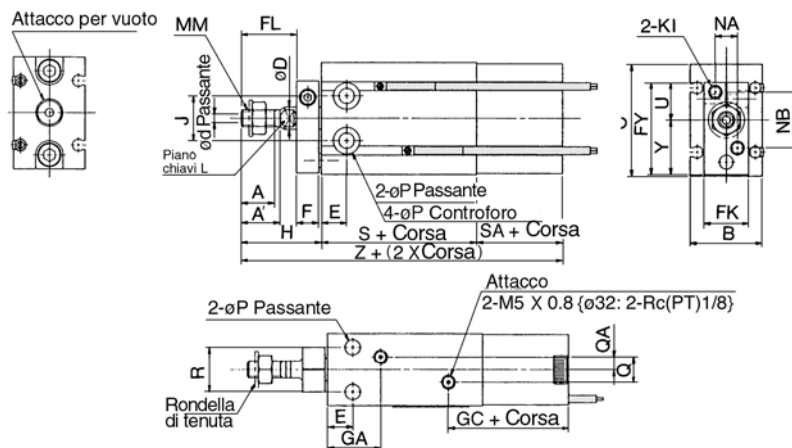 Attacco per vuoto
MM
FL
øD
J
ød Passante
Piano
chiavi L
A
A'
H
F
E
2-øP Passante
4-øP Controforo
S + Corsa
SA + Corsa
Z + (2 X Corsa)
2-KI
NA
FY
U
Y
NB
FK
B
Attacco
2-M5 X 0.8 {ø32: 2-Rc(PT)1/8}
2-øP Passante
R
Rondella
di tenuta
E
GA
GC + Corsa
QA
Q